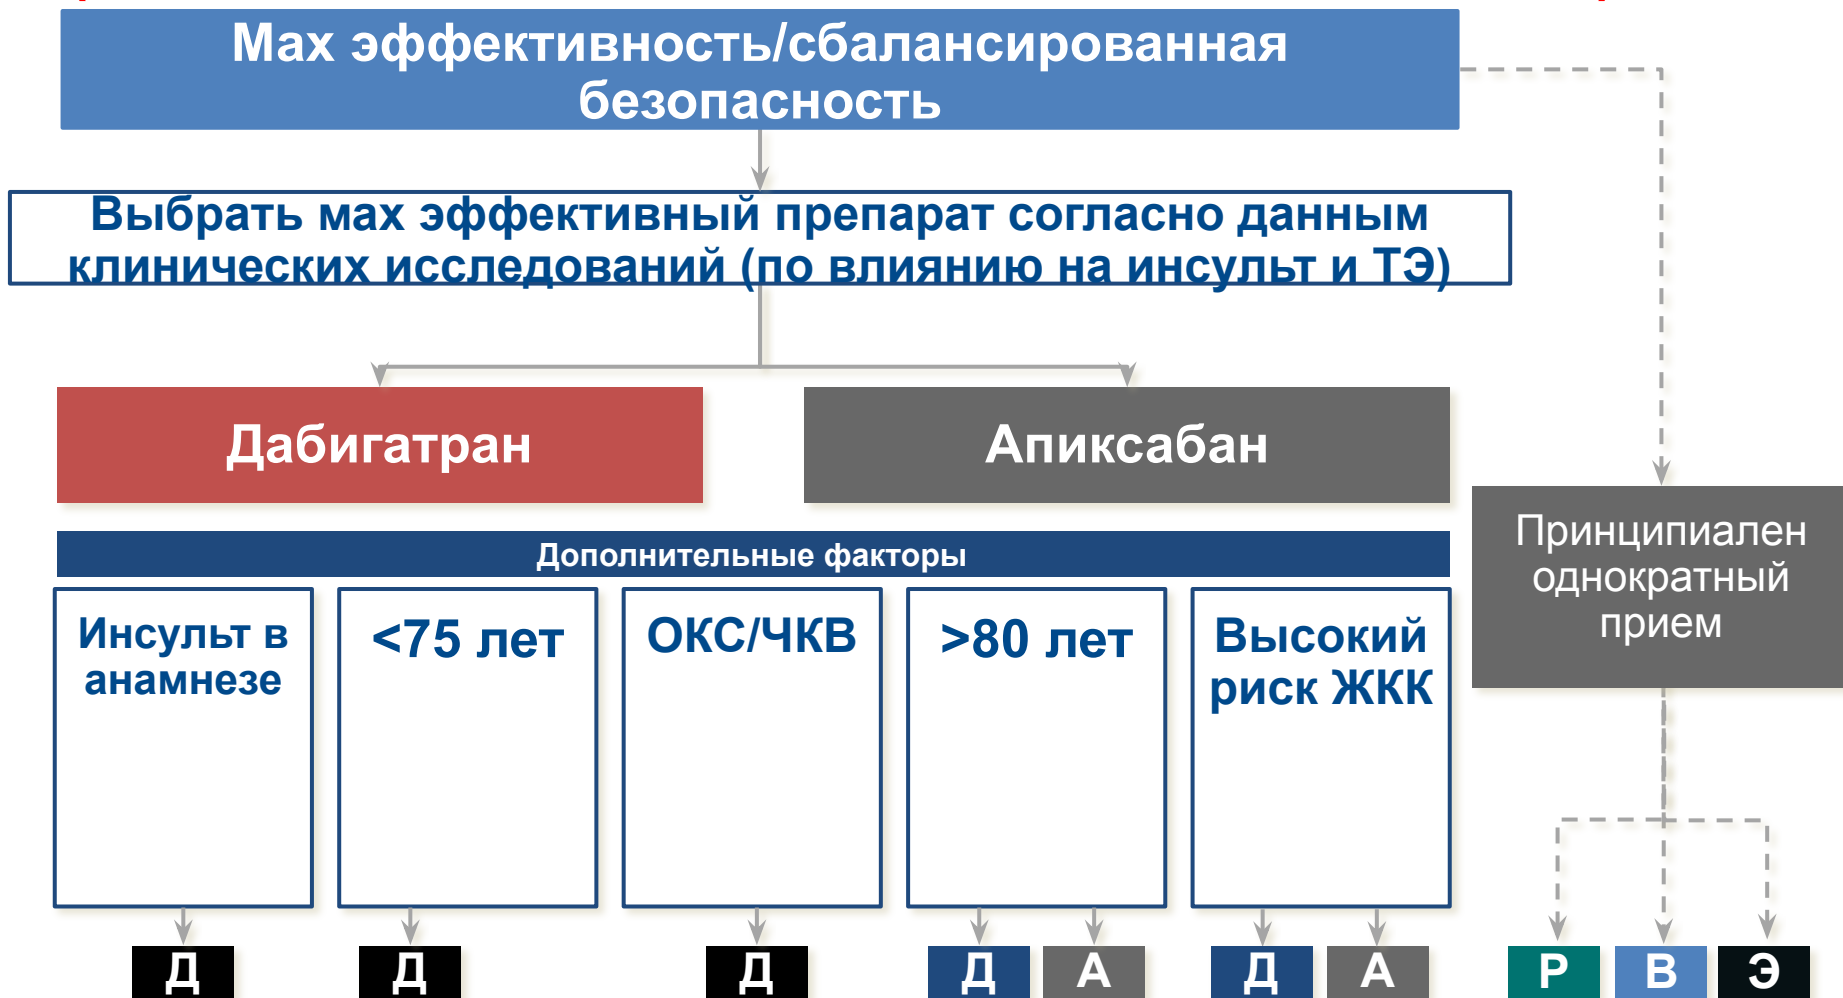 Мах эффективность/сбалансированная
безопасность
Выбрать мах эффективный препарат согласно данным
клинических исследований (по влиянию на инсульт и ТЭ)
Дабигатран
Апиксабан
Дополнительные факторы
Принципиален
однократный
прием
Инсульт в
анамнезе
<75 лет
ОКС/ЧКВ
>80 лет
Высокий
риск ЖКК
Д
Д
Д
Д
А
Д
А
Р
В
Э